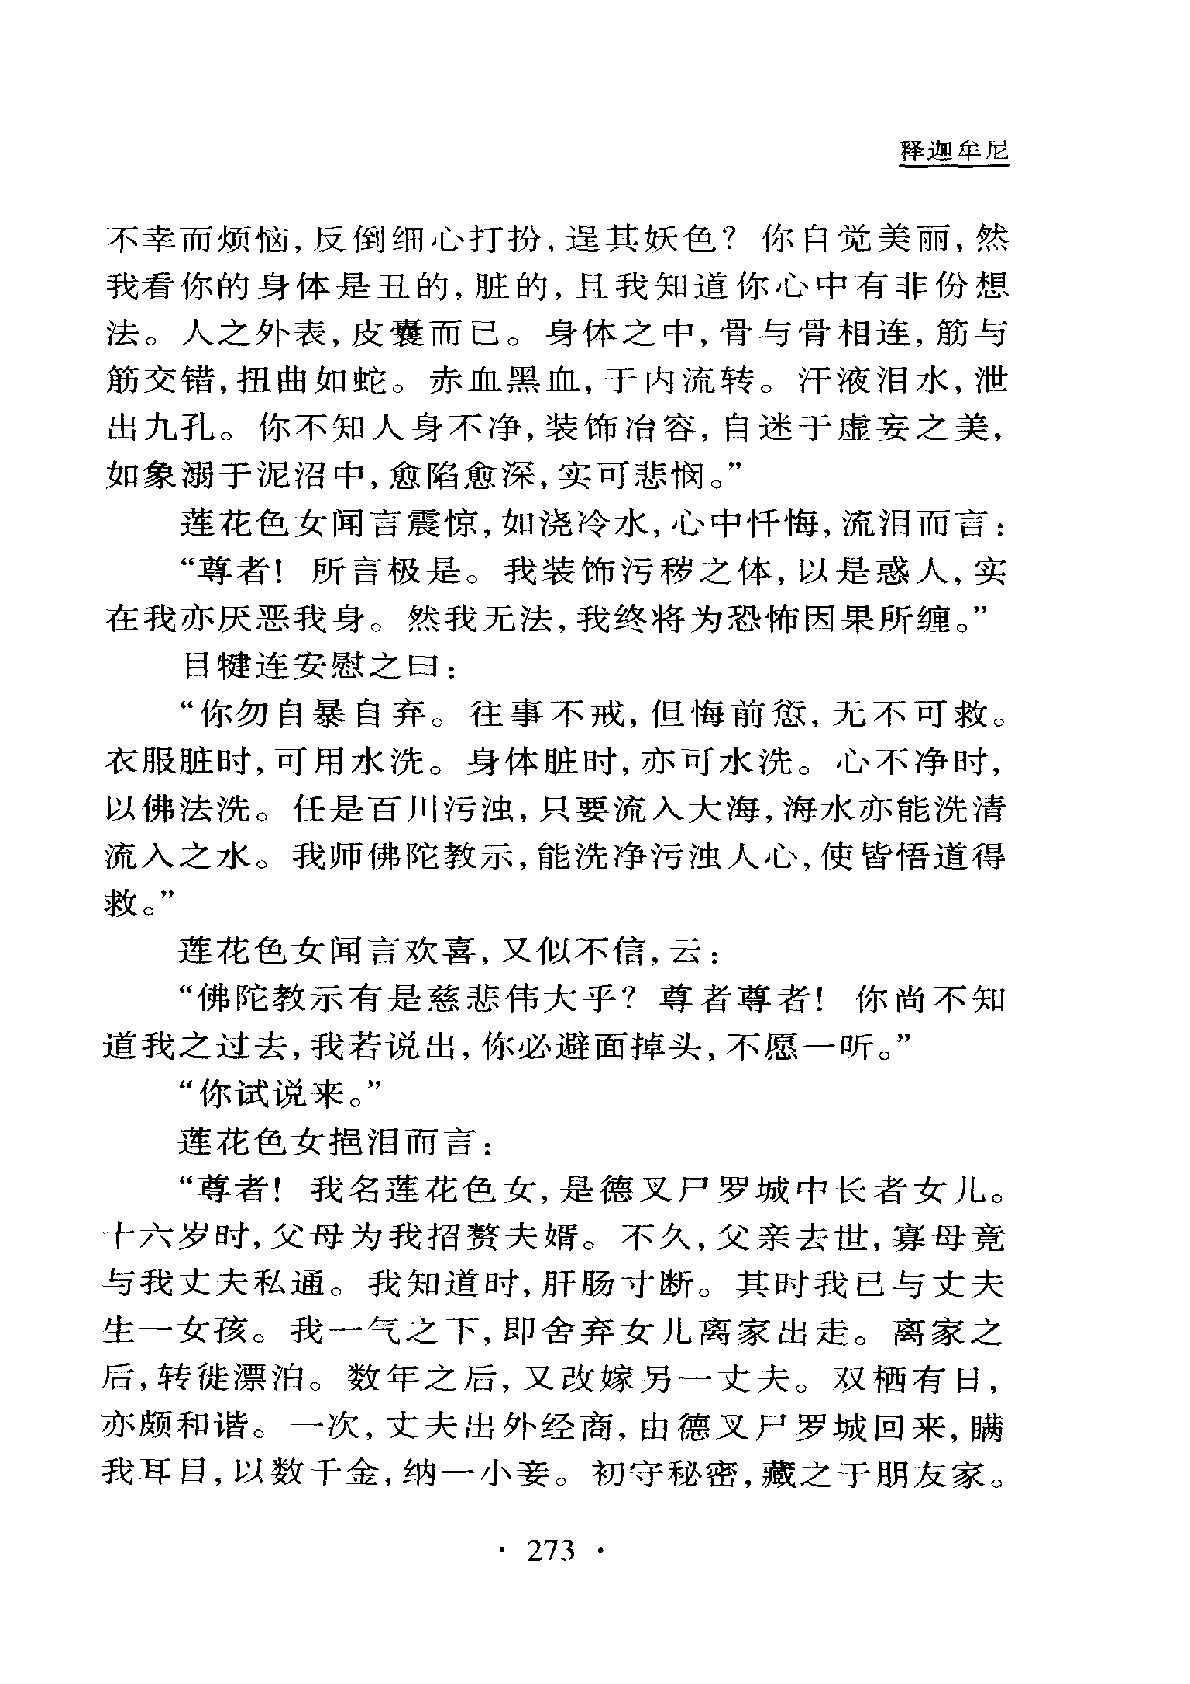 释迦牟尼
不幸而烦恼,反倒细心打扮,逞其妖色？你自觉美丽,然
我看你的身体是丑的,脏的,且我知道你心中有非份想
法。人之外表,皮囊而已。身体之中,骨与骨相连,筋与
筋交错,扭曲如蛇。赤血黑血,于内流转。汗液泪水,泄
出九孔。你不知人身不净,装饰冶容,自迷于虚妄之美,
如象溺于泥沼中,愈陷愈深,实可悲悯。”
莲花色女闻言震惊,如浇冷水,心中忏悔,流泪而言:
“尊者！所言极是。我装饰污秽之体,以是惑人,实
在我亦厌恶我身。然我无法,我终将为恐怖因果所缠。”
目犍连安慰之曰:
“你勿自暴自弃。往事不戒,但悔前愆,无不可救。
衣服脏时,可用水洗。身体脏时,亦可水洗。心不净时,
以佛法洗。任是百川污浊,只要流入大海,海水亦能洗清
流入之水。我师佛陀教示,能洗净污浊人心,使皆悟道得
救。”
莲花色女闻言欢喜,又似不信,云:
“佛陀教示有是慈悲伟大乎？尊者尊者！你尚不知
道我之过去,我若说出,你必避面掉头,不愿一听。”
“你试说来。”
莲花色女挹泪而言:
“尊者！我名莲花色女,是德叉尸罗城中长者女儿。
十六岁时,父母为我招赘夫婿。不久,父亲去世,寡母竟
与我丈夫私通。我知道时,肝肠寸断。其时我已与丈夫
生一女孩。我一气之下,即舍弃女儿离家出走。离家之
后,转徙漂泊。数年之后,又改嫁另一丈夫。双栖有日,
亦颇和谐。一次,丈夫出外经商,由德叉尸罗城回来,瞒
我耳目,以数千金,纳一小妾。初守秘密,藏之于朋友家。
· 273 ·